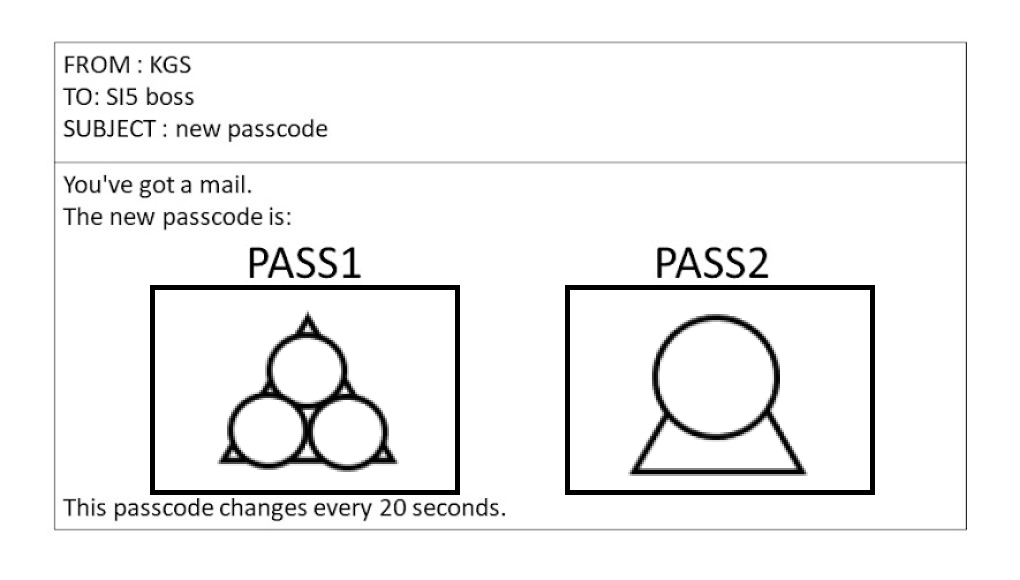 FROM : KGS
TO: SI5 boss
SUBJECT : new passcode
You've got a mail.
The new passcode is:
PASS1 PASS2
This passcode changes every 20 seconds.